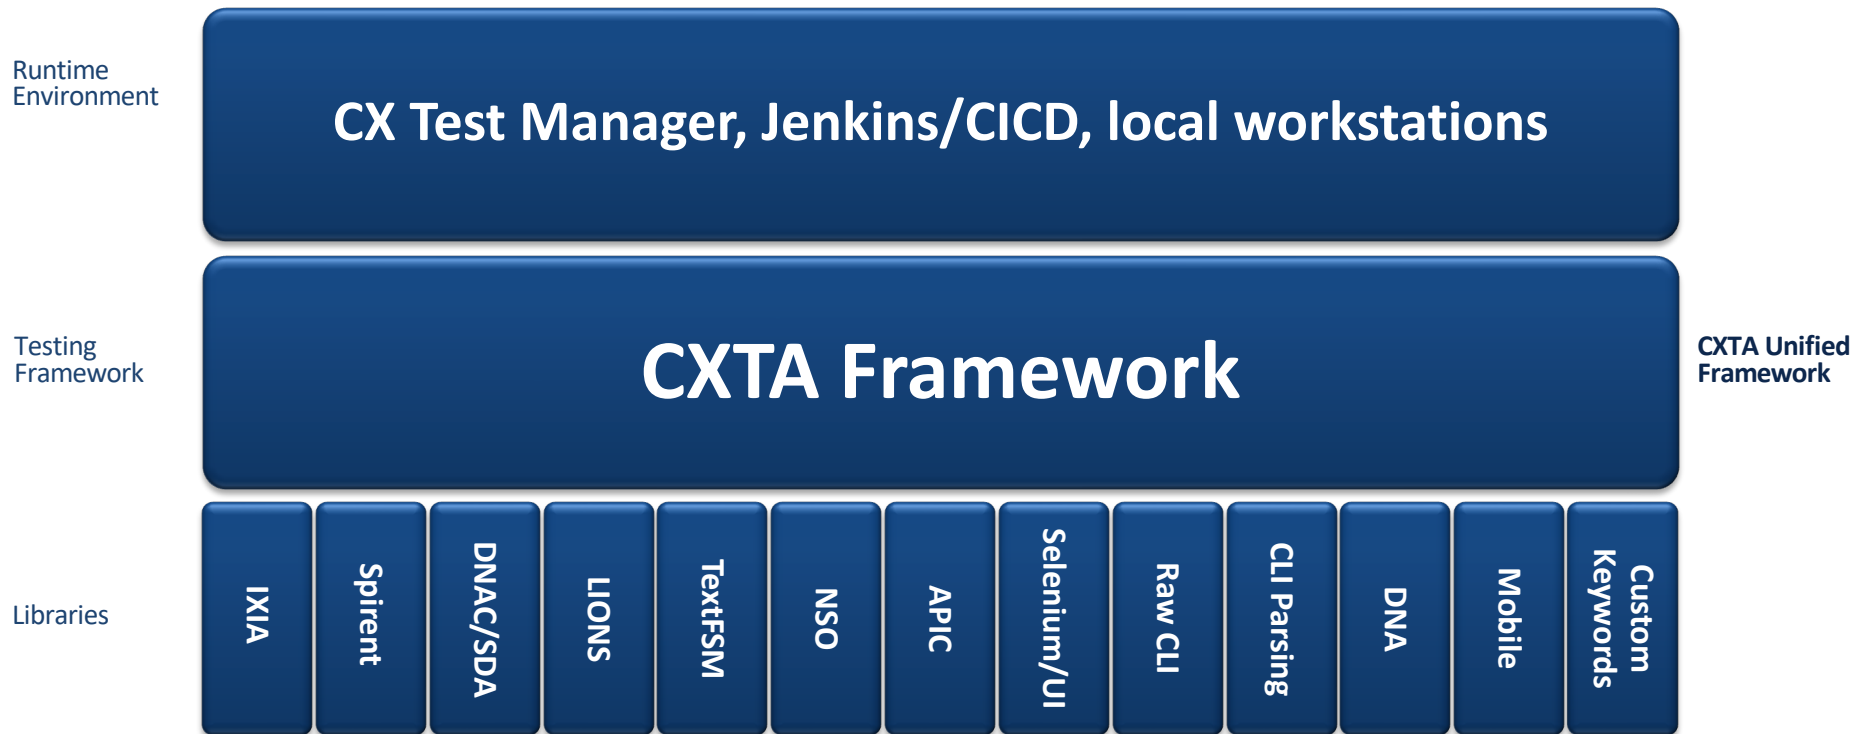 Runtime
Environment
CX Test Manager, Jenkins/CICD, local workstations
Testing
Framework
CXTA Framework
CXTA Unified
Framework
Libraries
IXIA
Spirent
DNAC/SDA
LIONS
TextFSM
NSO
APIC
Selenium/UI
Raw CLI
CLI Parsing
DNA
Mobile
Custom
Keywords